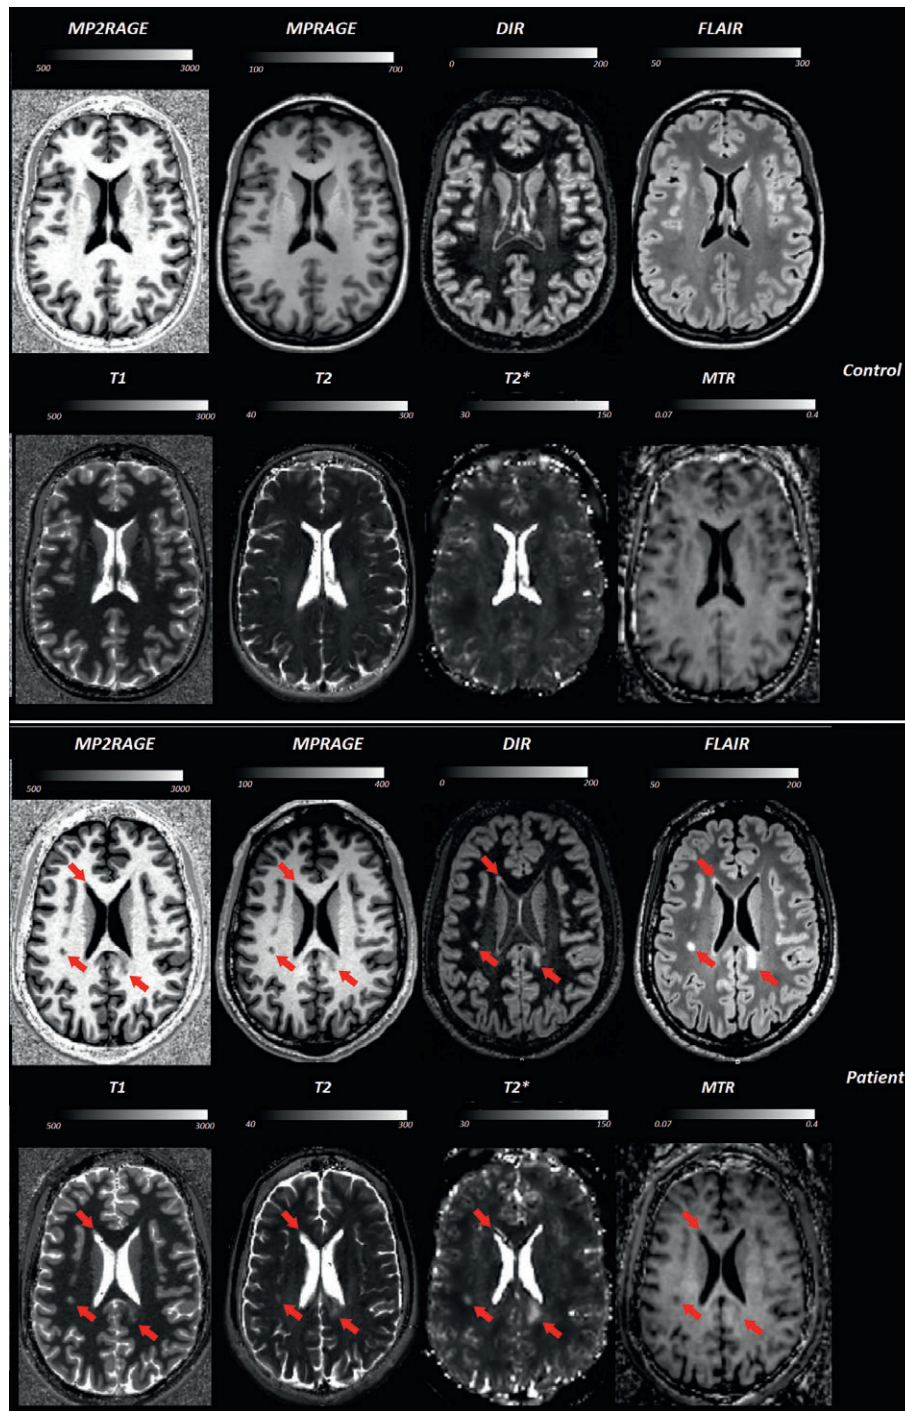 MP2RAGE MPRAGE DIR FLAIR
500 3000 100 700 0 200 50 300
T1 T2 T2* MTR
Control
500 3000 40 300 30 150 0.07 0.4
MP2RAGE MPRAGE DIR FLAIR
500 3000 100 400 0 200 50 200
Patient
T1 T2 T2* MTR
500 3000 40 300 30 150 0.07 0.4